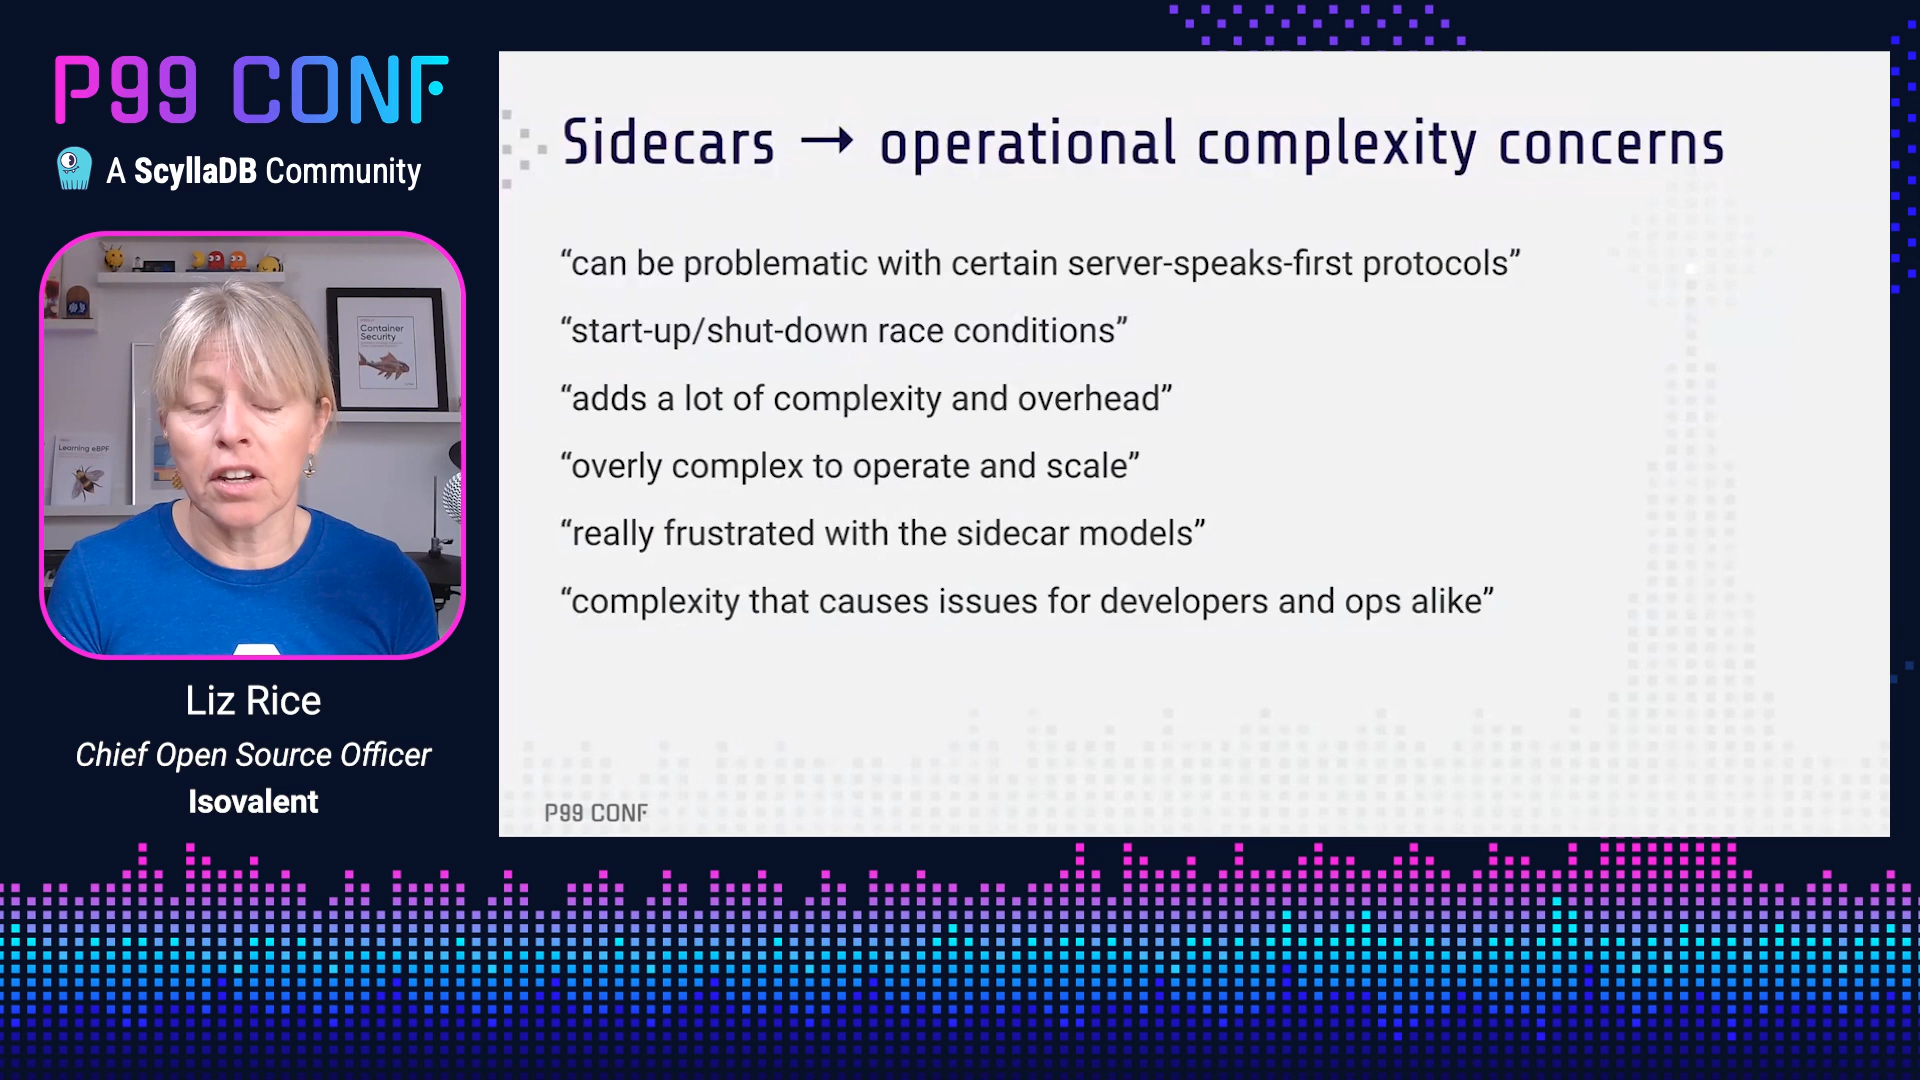 P99 CONF
A ScyllaDB Community
Container
Security
Learning eBPF
Liz Rice
Chief Open Source Officer
Isovalent
Sidecars → operational complexity concerns
“can be problematic with certain server-speaks-first protocols”
“start-up/shut-down race conditions”
“adds a lot of complexity and overhead”
“overly complex to operate and scale”
“really frustrated with the sidecar models”
“complexity that causes issues for developers and ops alike”
P99 CONF